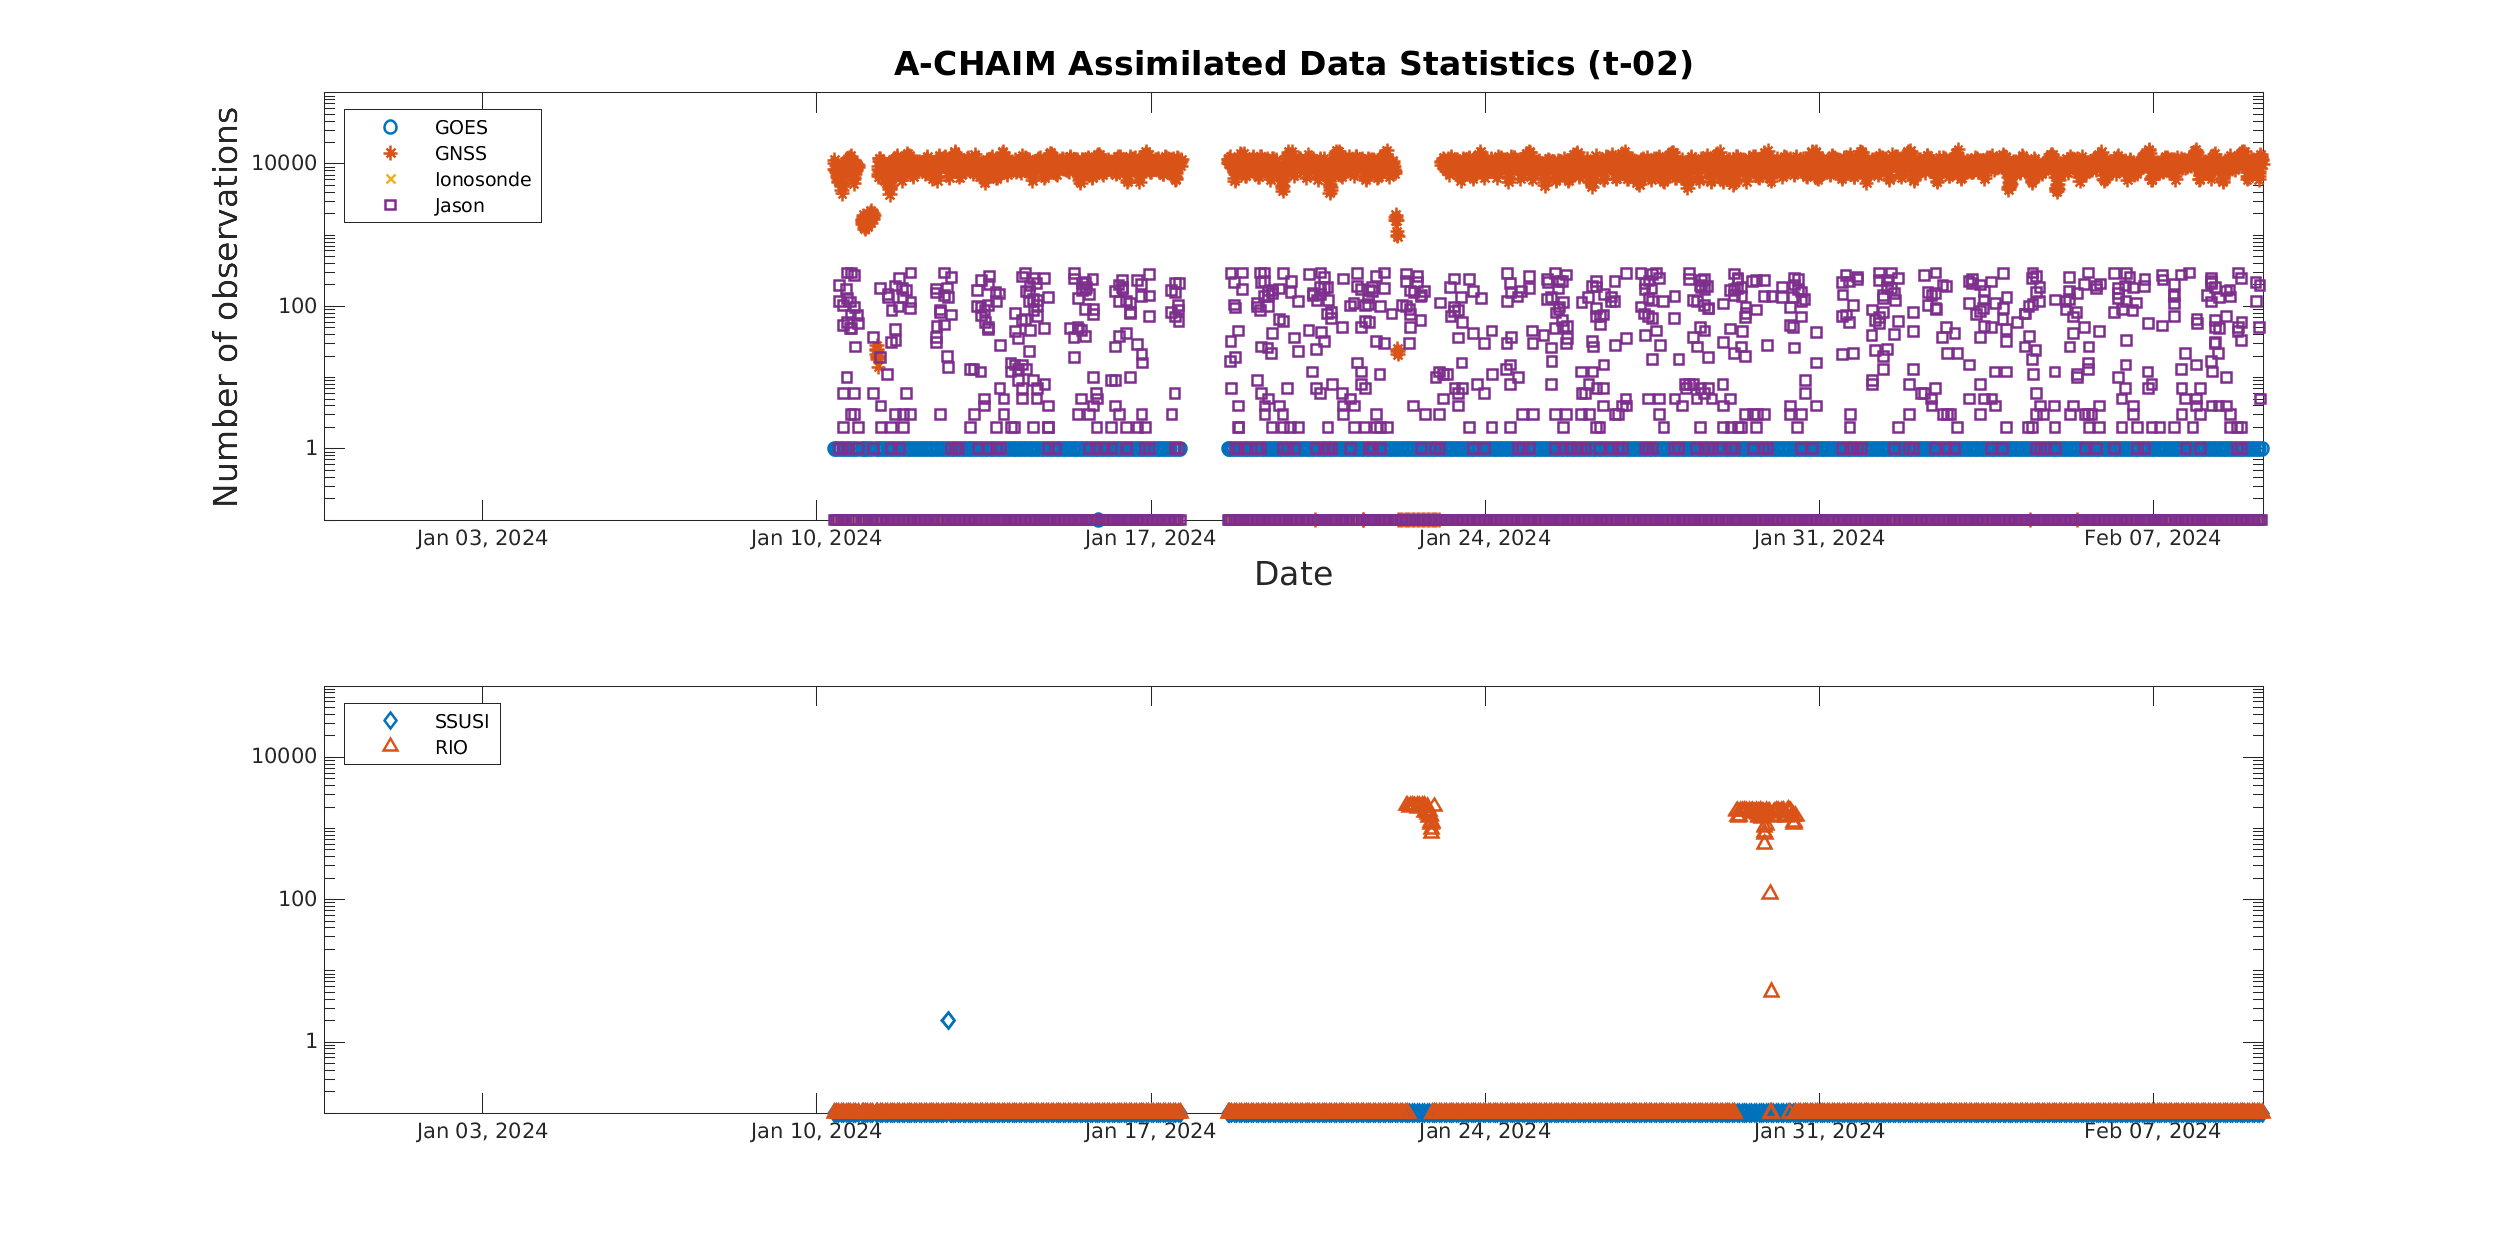 A-CHAIM Assimilated Data Statistics (t-02)
Number of observations
GOES
GNSS
Ionosonde
Jason
10000
100
1
Jan 03, 2024
Jan 10, 2024
Jan 17, 2024
Jan 24, 2024
Jan 31, 2024
Feb 07, 2024
Date
SSUSI
RIO
10000
100
1
Jan 03, 2024
Jan 10, 2024
Jan 17, 2024
Jan 24, 2024
Jan 31, 2024
Feb 07, 2024